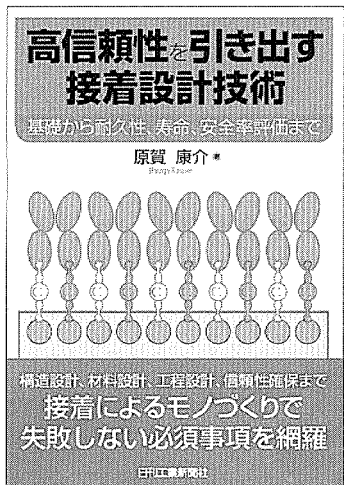 高信頼性を引き出す
接着設計技術
基礎から耐久性、寿命、安全率評価まで
原賀 康介 著
構造設計、材料設計、工程設計、信頼性確保まで
接着によるモノづくりで
失敗しない必須事項を網羅
日刊工業新聞社